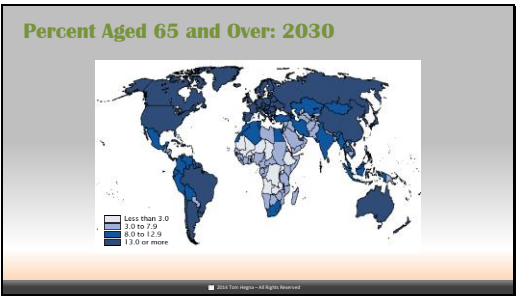 Percent Aged 65 and Over: 2030
Less than 3.0
3.0 to 7.9
8.0 to 12.9
13.0 or more
2014 Tom Hegna – All Rights Reserved